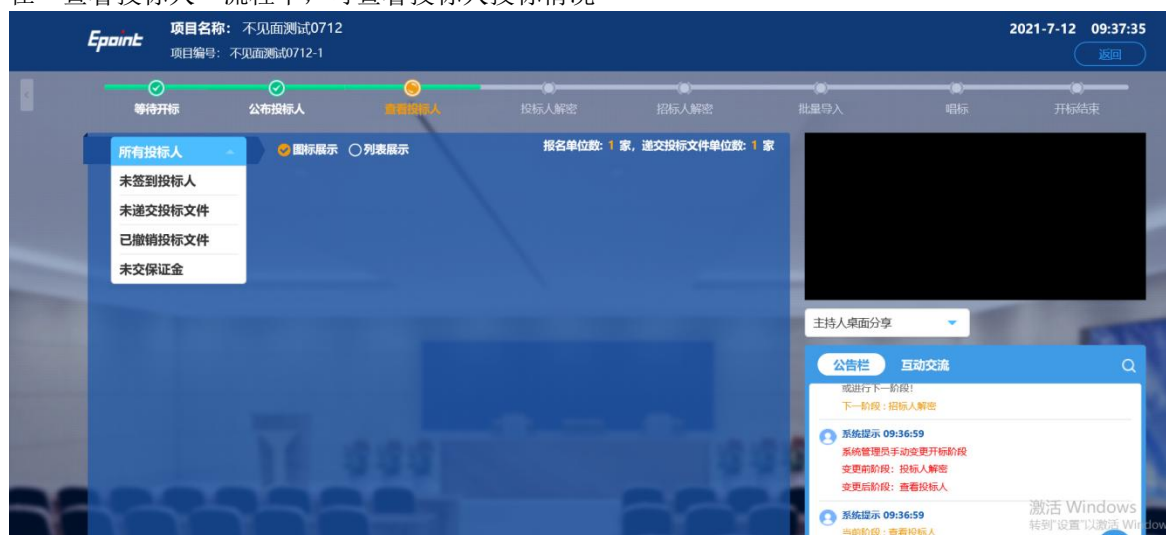 在“查看投标人”流程中，可查看投标人投标情况
Epoint
项目名称： 不见面测试0712
项目编号： 不见面测试0712-1
2021-7-12 09:37:35
返回
等待开标
公布投标人
查看投标人
投标人解密
招标人解密
批量导入
唱标
开标结束
所有投标人
图标展示
列表展示
报名单位数: 1 家, 递交投标文件单位数: 1 家
未签到投标人
未递交投标文件
已撤销投标文件
未交保证金
主持人桌面分享
公告栏 互动交流
或进行下一阶段!
下一阶段 : 招标人解密
系统提示 09:36:59
系统管理员手动变更开标阶段
变更前阶段：投标人解密
变更后阶段：查看投标人
系统提示 09:36:59
当前阶段 : 查看投标人
激活 Windows
转到"设置"以激活 Window